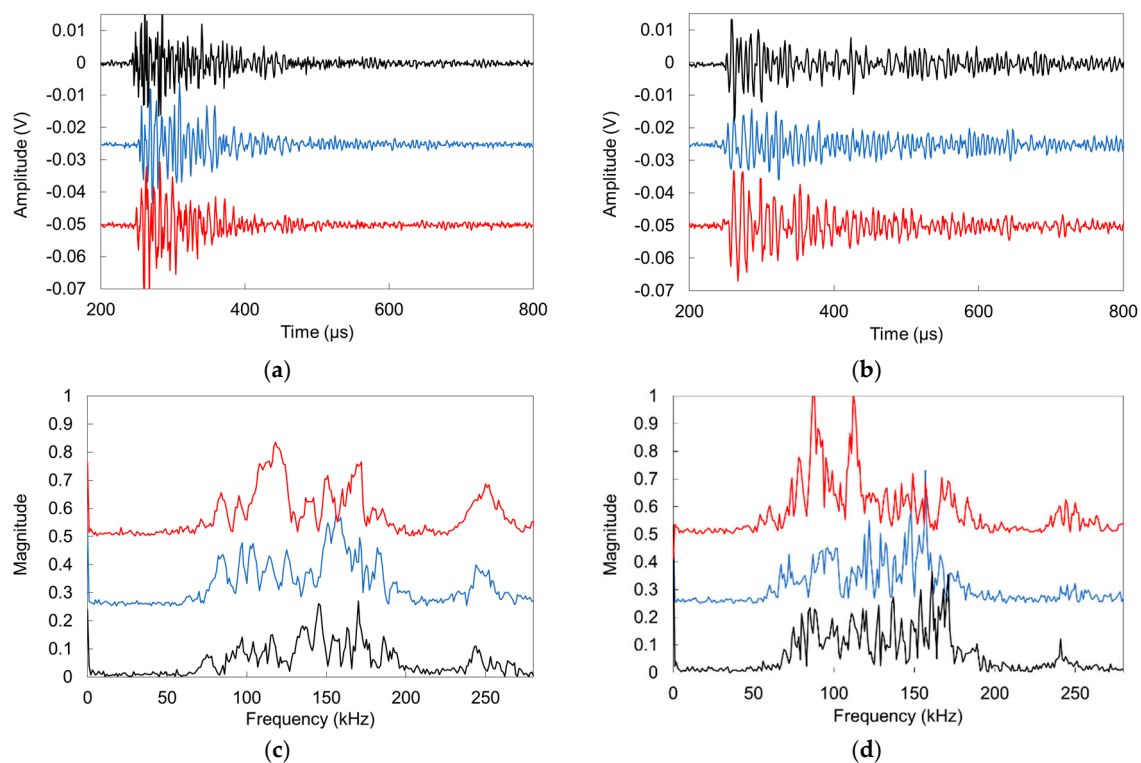 0.01
0
-0.01
-0.02
-0.03
-0.04
-0.05
-0.06
-0.07
Amplitude (V)
200 400 600 800
Time (µs)
(a)
0.01
0
-0.01
-0.02
-0.03
-0.04
-0.05
-0.06
-0.07
Amplitude (V)
200 400 600 800
Time (µs)
(b)
1
0.9
0.8
0.7
0.6
0.5
0.4
0.3
0.2
0.1
0
Magnitude
0 50 100 150 200 250
Frequency (kHz)
(c)
1
0.9
0.8
0.7
0.6
0.5
0.4
0.3
0.2
0.1
0
Magnitude
0 50 100 150 200 250
Frequency (kHz)
(d)